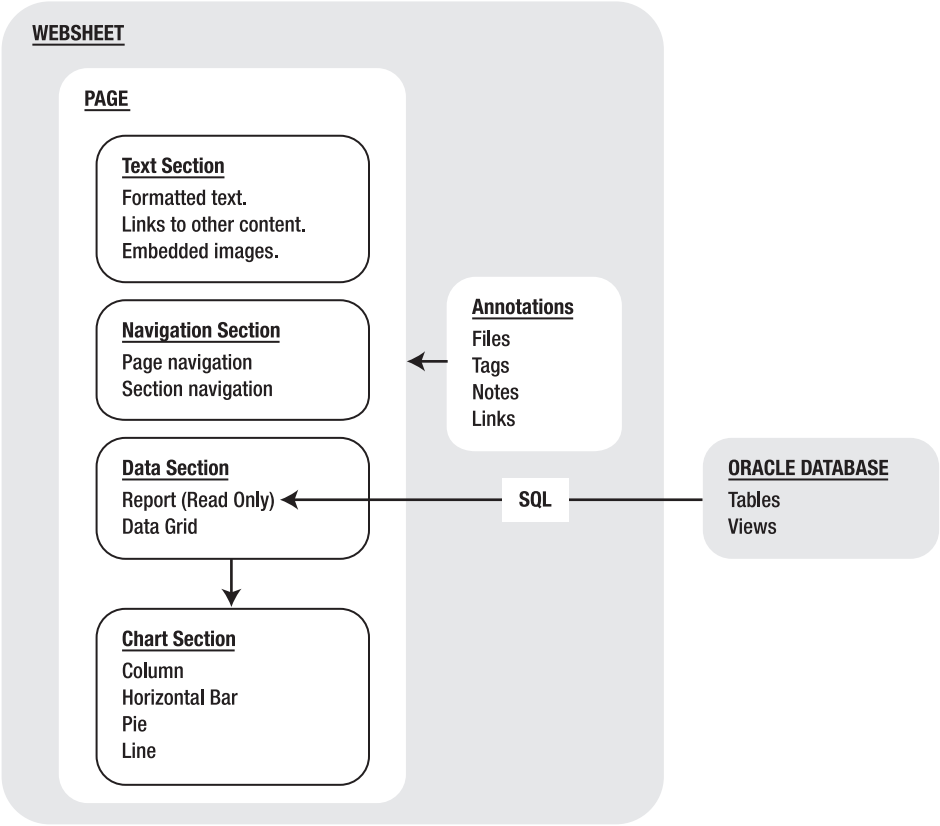 WEBSHEET
PAGE
Text Section
Formatted text.
Links to other content.
Embedded images.
Navigation Section
Page navigation
Section navigation
Data Section
Report (Read Only)
Data Grid
Chart Section
Column
Horizontal Bar
Pie
Line
Annotations
Files
Tags
Notes
Links
SQL
ORACLE DATABASE
Tables
Views